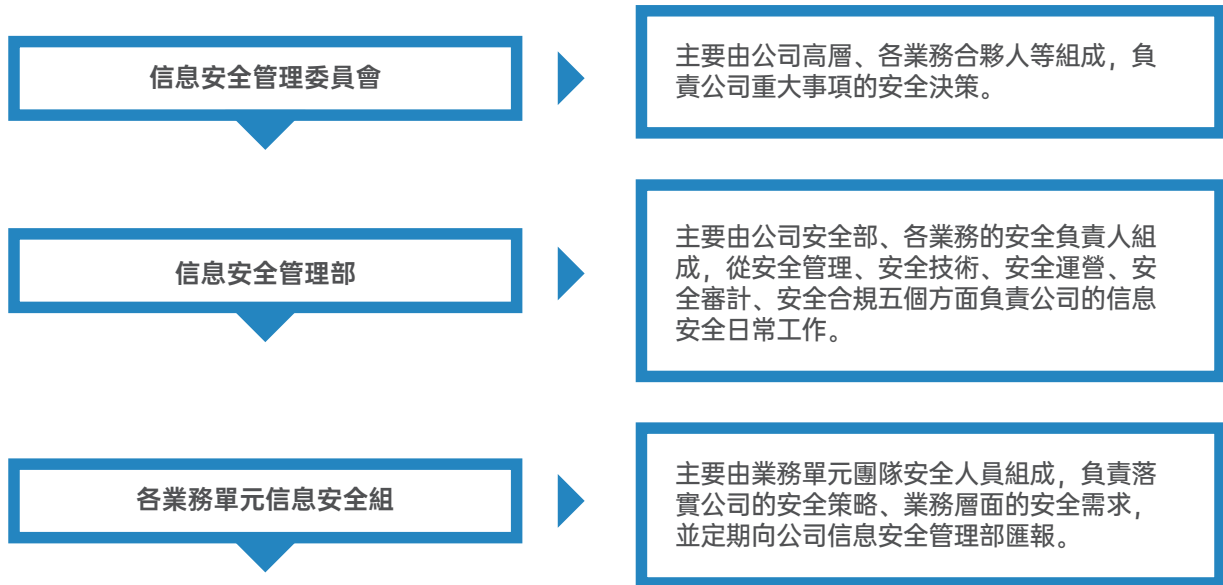 信息安全管理委員會
主要由公司高層、各業務合夥人等組成，負
責公司重大事項的安全決策。
信息安全管理部
主要由公司安全部、各業務的安全負責人組
成，從安全管理、安全技術、安全運營、安
全審計、安全合規五個方面負責公司的信息
安全日常工作。
各業務單元信息安全組
主要由業務單元團隊安全人員組成，負責落
實公司的安全策略、業務層面的安全需求，
並定期向公司信息安全管理部匯報。